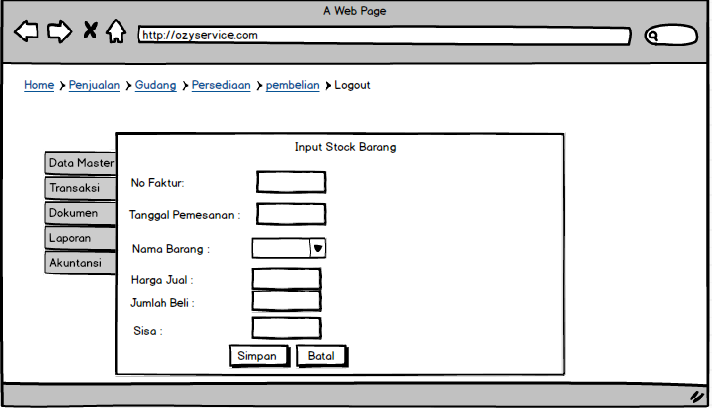 A Web Page
http://ozyservice.com
Home > Penjualan > Gudang > Persediaan > pembelian > Logout
Input Stock Barang
Data Master
Transaksi
Dokumen
Laporan
Akuntansi
No Faktur:
Tanggal Pemesanan :
Nama Barang :
Harga Jual :
Jumlah Beli :
Sisa :
Simpan Batal